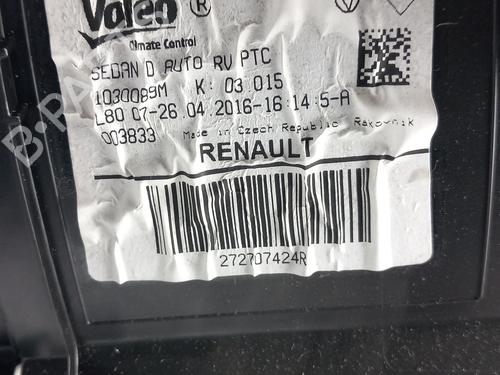 Valeo ®
Climate Control
SEDAN D AUTO RV PTC
1030089M K: 03.015
L80 07-26.04.2016-16:14:5-A
003833 Made in Czech Republic Rakovnik
RENAULT
272707424R